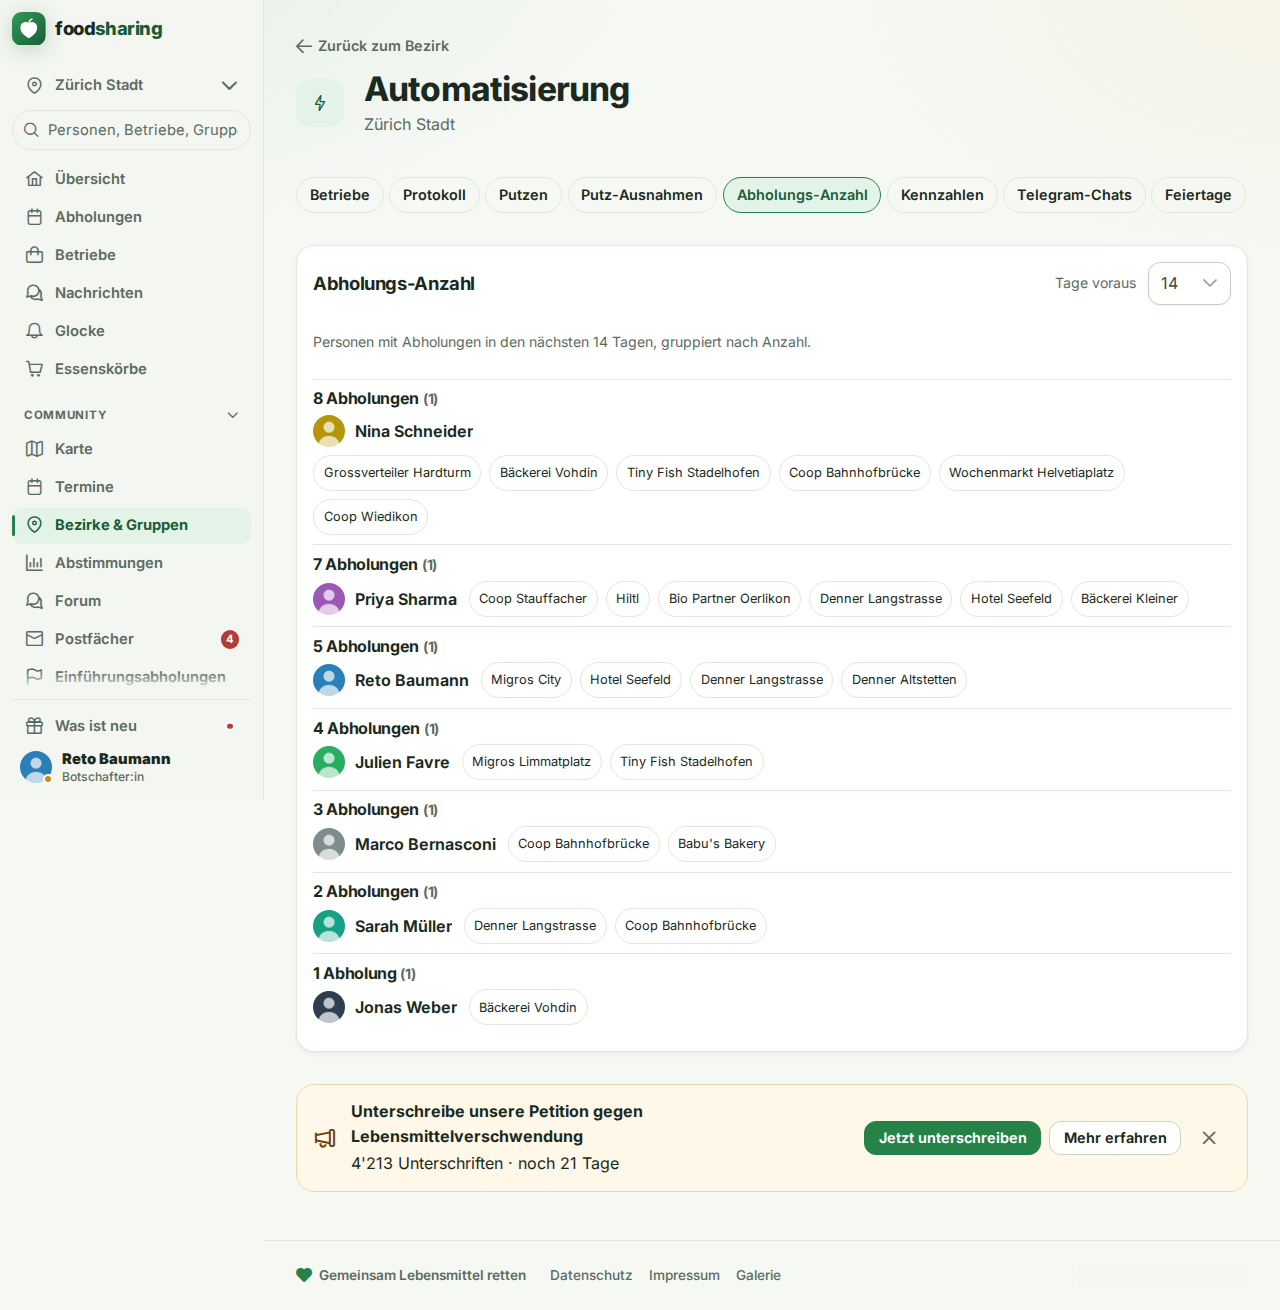 foodsharing
Zürich Stadt
Personen, Betriebe, Grupp
Übersicht
Abholungen
Betriebe
Nachrichten
Glocke
Essenskörbe
COMMUNITY
Karte
Termine
Bezirke & Gruppen
Abstimmungen
Forum
Postfächer 4
Einführungsabholungen
Was ist neu
Reto Baumann
Botschafter:in
Zurück zum Bezirk
Automatisierung
Zürich Stadt
Betriebe Protokoll Putzen Putz-Ausnahmen Abholungs-Anzahl Kennzahlen Telegram-Chats Feiertage
Abholungs-Anzahl Tage voraus 14
Personen mit Abholungen in den nächsten 14 Tagen, gruppiert nach Anzahl.
8 Abholungen (1)
Nina Schneider
Grossverteiler Hardturm Bäckerei Vohdin Tiny Fish Stadelhofen Coop Bahnhofbrücke Wochenmarkt Helvetiaplatz
Coop Wiedikon
7 Abholungen (1)
Priya Sharma Coop Stauffacher Hiltl Bio Partner Oerlikon Denner Langstrasse Hotel Seefeld Bäckerei Kleiner
5 Abholungen (1)
Reto Baumann Migros City Hotel Seefeld Denner Langstrasse Denner Altstetten
4 Abholungen (1)
Julien Favre Migros Limmatplatz Tiny Fish Stadelhofen
3 Abholungen (1)
Marco Bernasconi Coop Bahnhofbrücke Babu's Bakery
2 Abholungen (1)
Sarah Müller Denner Langstrasse Coop Bahnhofbrücke
1 Abholung (1)
Jonas Weber Bäckerei Vohdin
Unterschreibe unsere Petition gegen
Lebensmittelverschwendung
4'213 Unterschriften · noch 21 Tage
Jetzt unterschreiben Mehr erfahren
Gemeinsam Lebensmittel retten Datenschutz Impressum Galerie